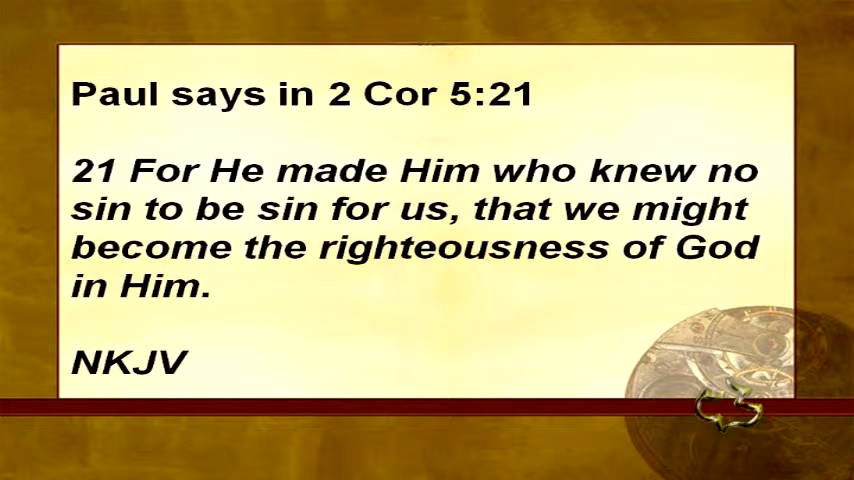 Paul says in 2 Cor 5:21
21 For He made Him who knew no
sin to be sin for us, that we might
become the righteousness of God
in Him.
NKJV